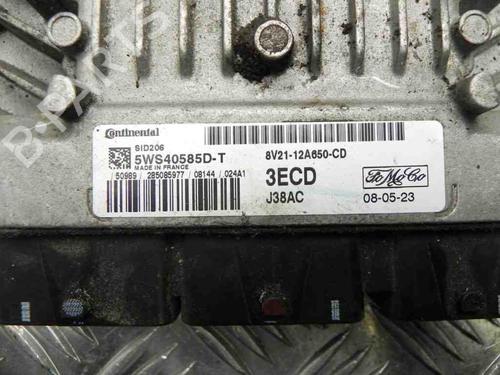 Continental
SID206
5WS40585D-T
MADE IN FRANCE
50989 / 285085977 / 08144 / 024A1
8V21-12A650-CD
3ECD
J38AC
FoMoCo
08-05-23
B-PARTS